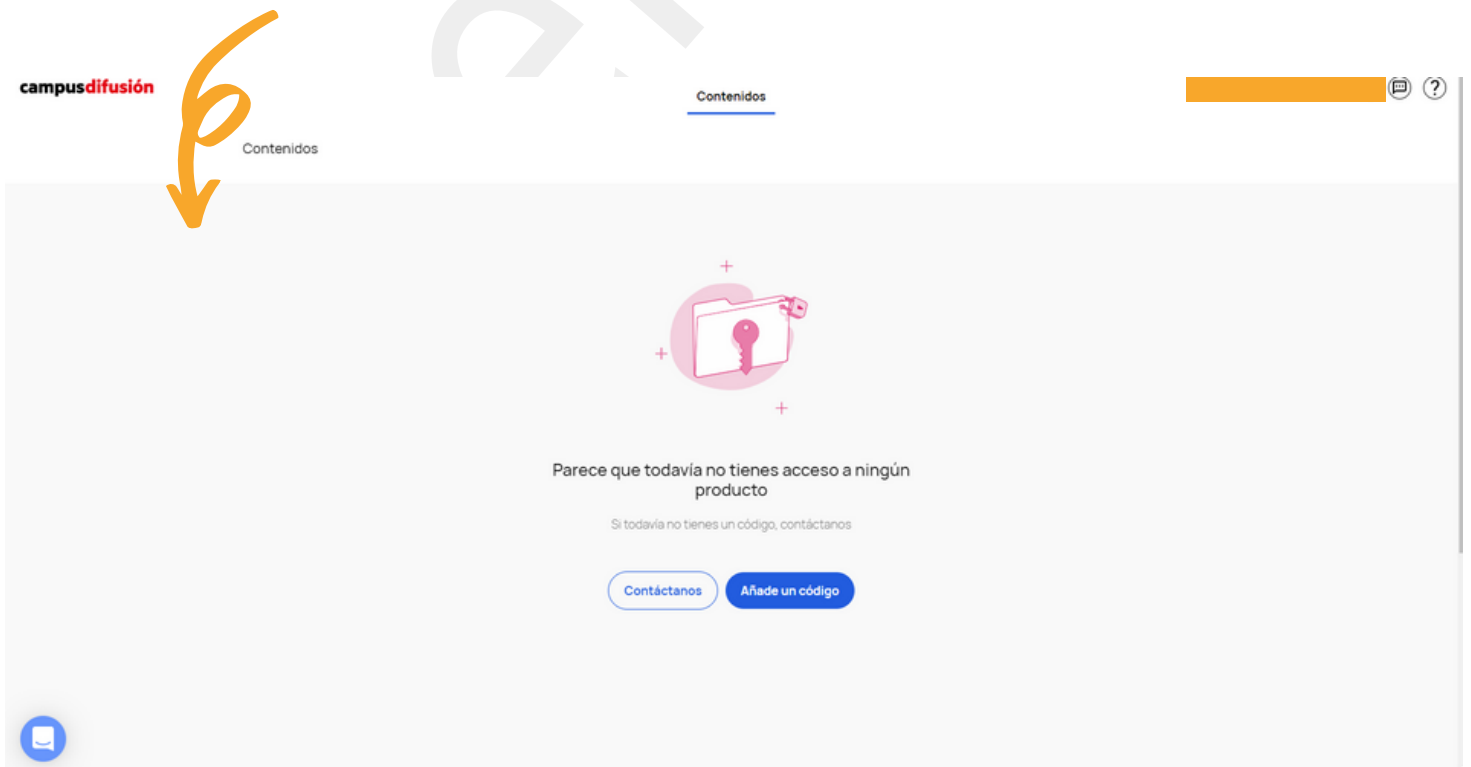 campusdifusión
Contenidos
Contenidos
Parece que todavía no tienes acceso a ningún
producto
Si todavía no tienes un código, contáctanos
Contáctanos
Añade un código